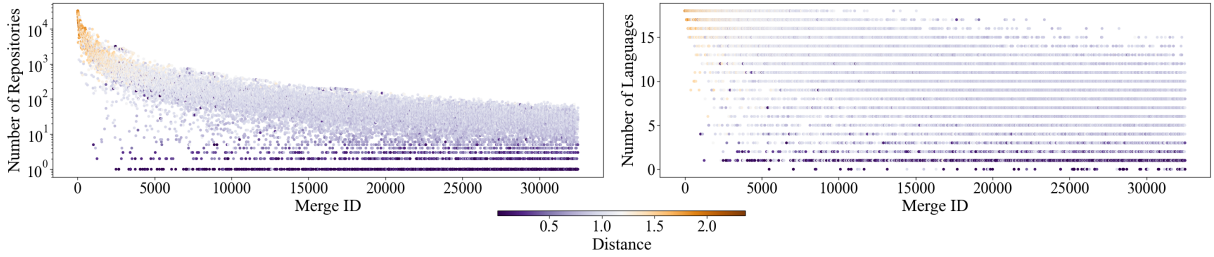 Number of Repositories
10^4
10^3
10^2
10^1
10^0
0 5000 10000 15000 20000 25000 30000
Merge ID
Number of Languages
15
10
5
0
0 5000 10000 15000 20000 25000 30000
Merge ID
0.5 1.0 1.5 2.0
Distance